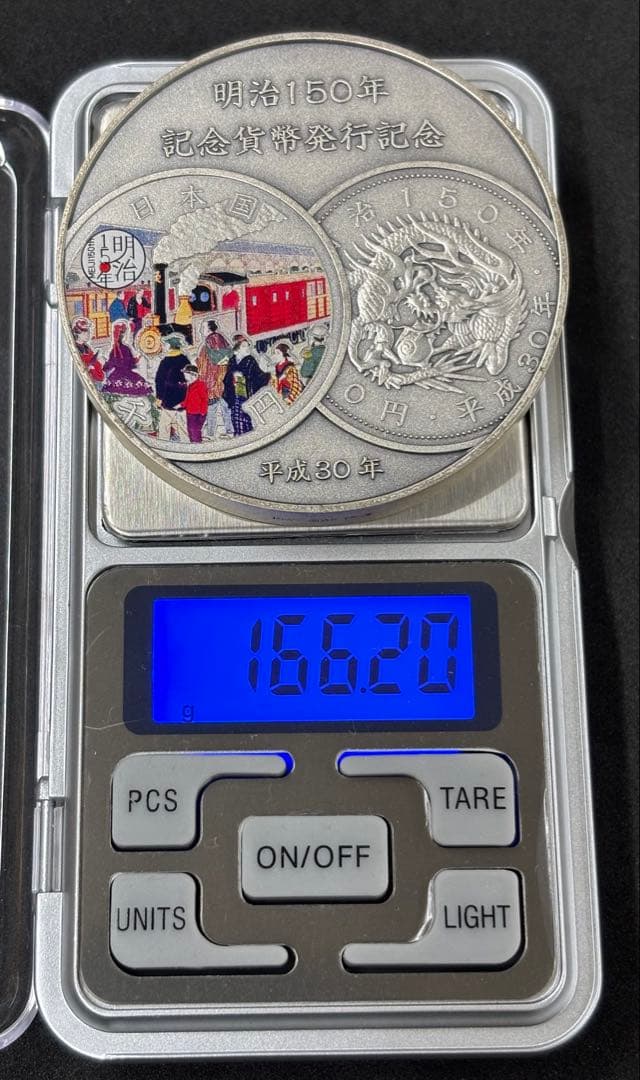 明治150年
記念貨幣発行記念
日本国
明治
150年
MEIJI150th
千円
治150年・平成30年
0円・
平成30年
166.20
g
PCS
TARE
ON/OFF
UNITS
LIGHT